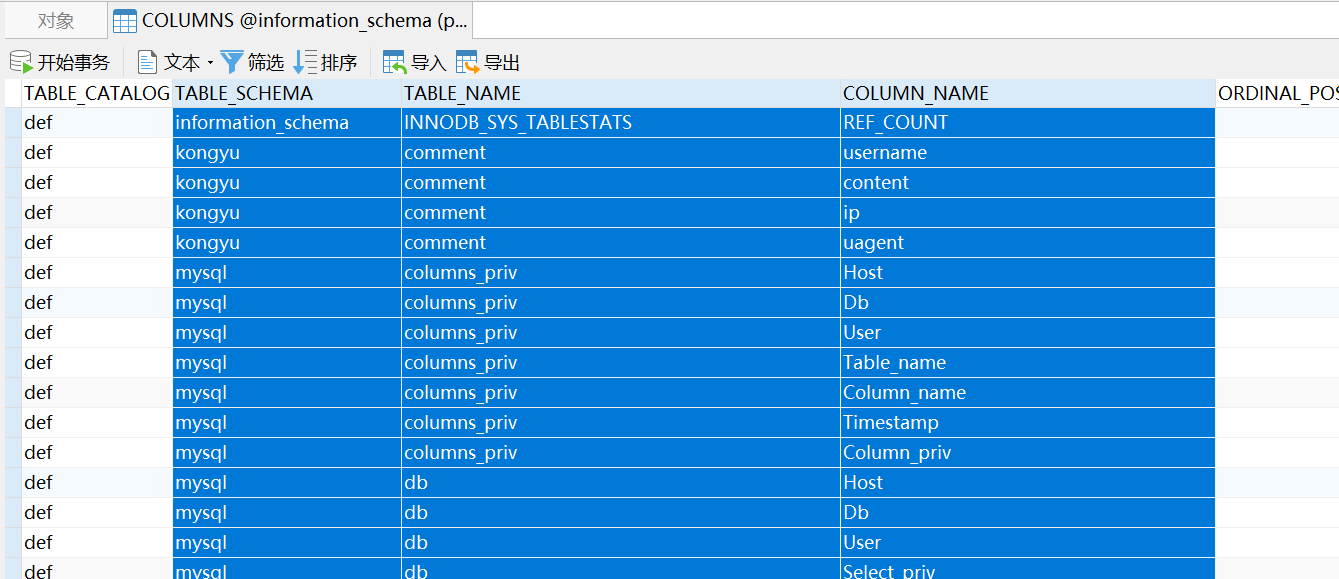 对象 COLUMNS @information_schema (p...
开始事务 文本 筛选 排序 导入 导出
TABLE_CATALOG TABLE_SCHEMA TABLE_NAME COLUMN_NAME ORDINAL_POS
def information_schema INNODB_SYS_TABLESTATS REF_COUNT
def kongyu comment username
def kongyu comment content
def kongyu comment ip
def kongyu comment uagent
def mysql columns_priv Host
def mysql columns_priv Db
def mysql columns_priv User
def mysql columns_priv Table_name
def mysql columns_priv Column_name
def mysql columns_priv Timestamp
def mysql columns_priv Column_priv
def mysql db Host
def mysql db Db
def mysql db User
def mysql db Select_priv